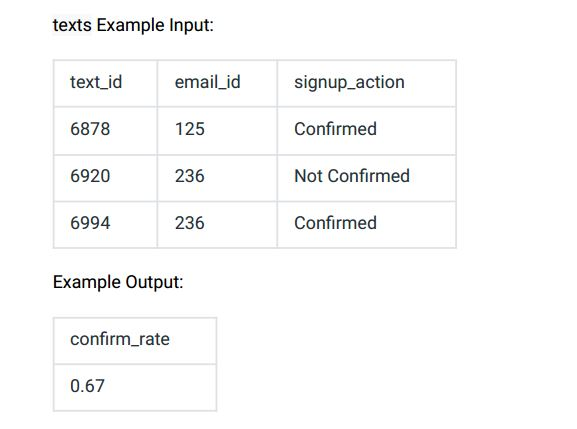 texts Example Input:
text_id email_id signup_action
6878 125 Confirmed
6920 236 Not Confirmed
6994 236 Confirmed
Example Output:
confirm_rate
0.67